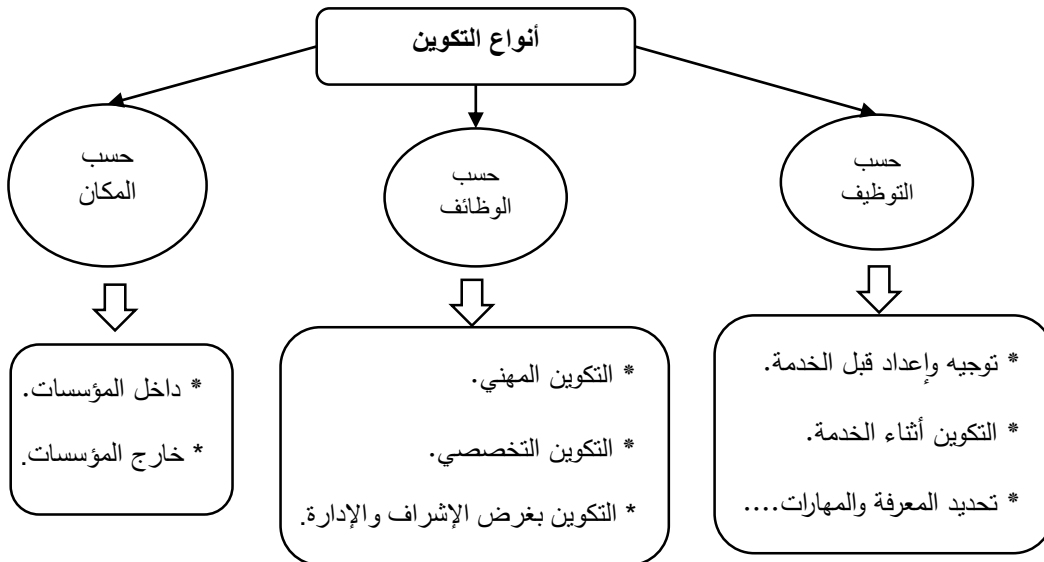 أنواع التكوين
حسب
التوظيف
حسب
الوظائف
حسب
المكان
* توجيه وإعداد قبل الخدمة.
* التكوين أثناء الخدمة.
* تحديد المعرفة والمهارات....
* التكوين المهني.
* التكوين التخصصي.
* التكوين بغرض الإشراف والإدارة.
* داخل المؤسسات.
* خارج المؤسسات.